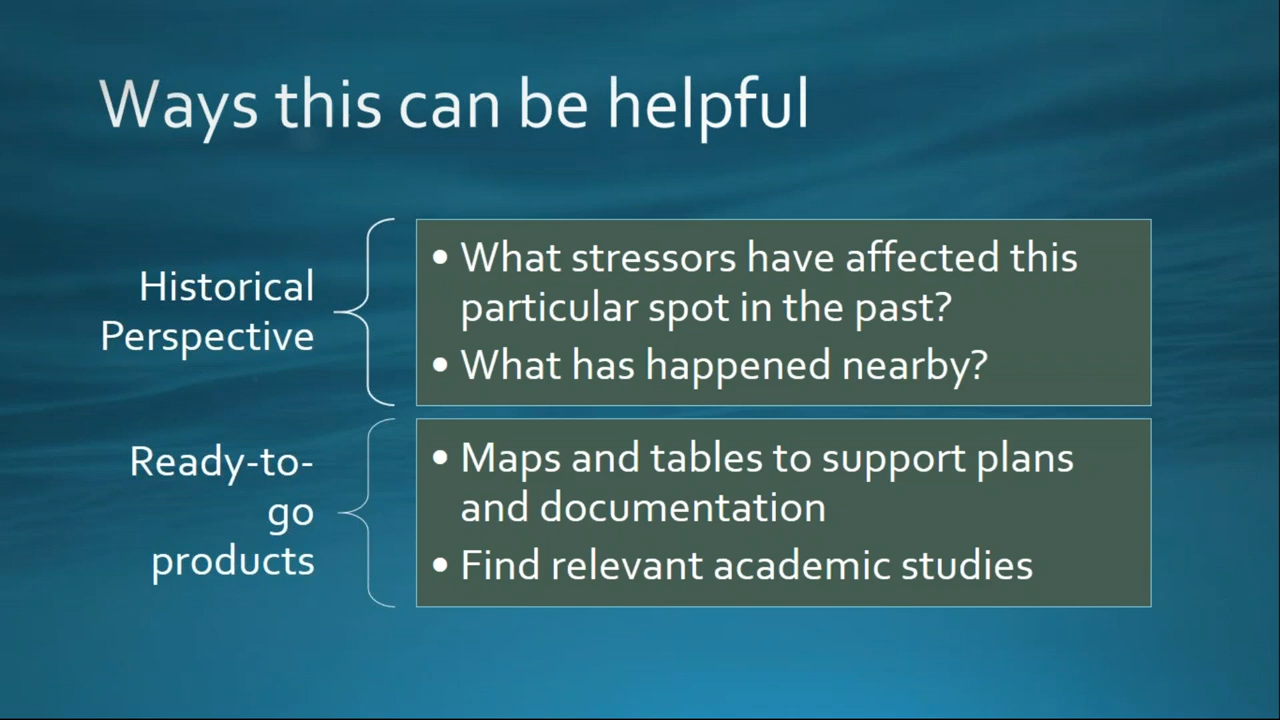 Ways this can be helpful
Historical
Perspective
• What stressors have affected this
particular spot in the past?
• What has happened nearby?
Ready-to-
go
products
• Maps and tables to support plans
and documentation
• Find relevant academic studies